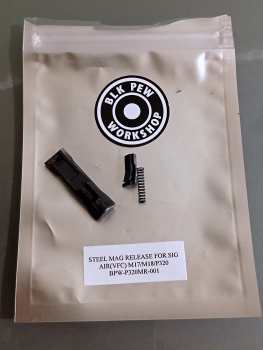 BLK PEW
WORKSHOP
STEEL MAG RELEASE FOR SIG
AIR(VFC) M17/M18/P320
BPW-P320MR-001